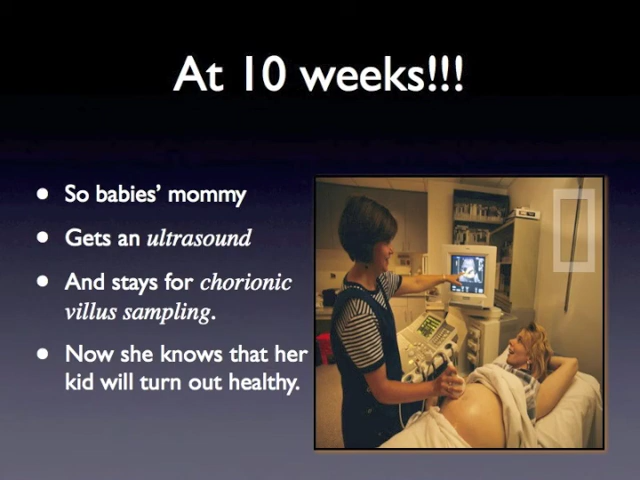 At 10 weeks!!!
So babies’ mommy
Gets an ultrasound
And stays for chorionic
villus sampling.
Now she knows that her
kid will turn out healthy.